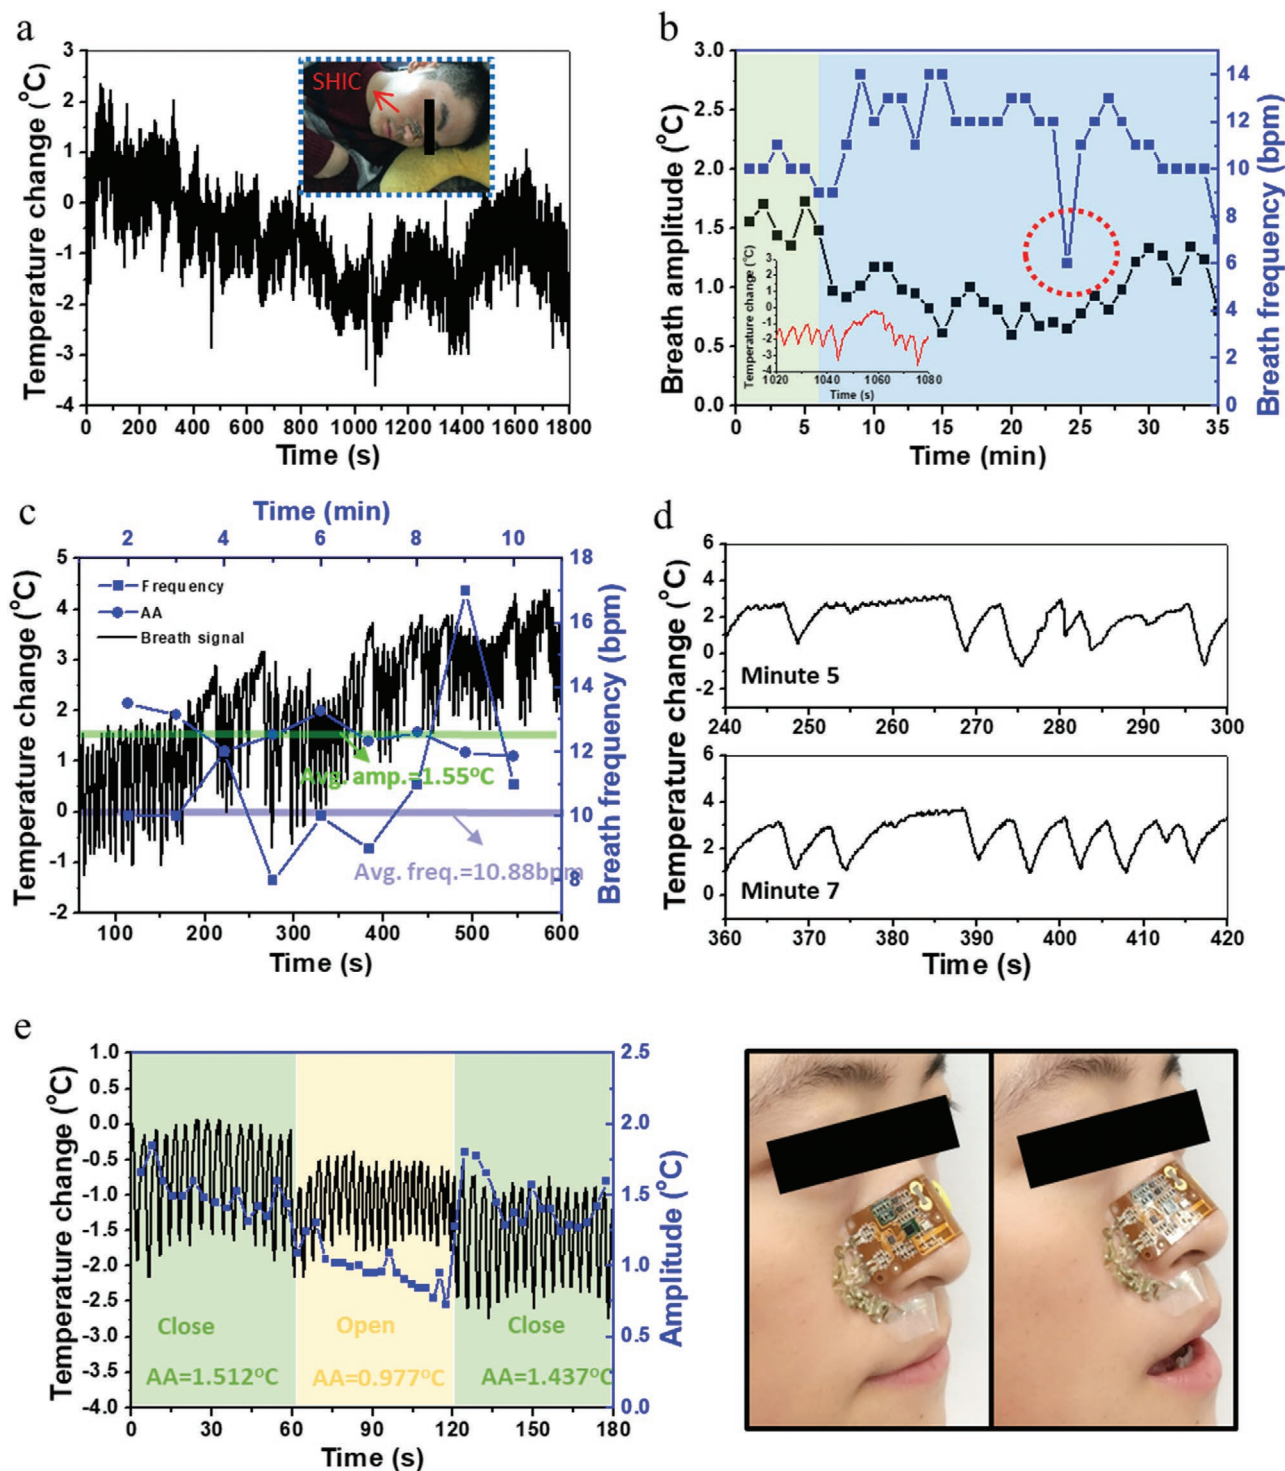 a
3
2
1
0
-1
-2
-3
-4
Temperature change (°C)
SHIC
0 200 400 600 800 1000 1200 1400 1600 1800
Time (s)
b
3.0
2.5
2.0
1.5
1.0
0.5
0.0
Breath amplitude (°C)
14
12
10
8
6
4
2
0
Breath frequency (bpm)
3
2
1
0
-1
-2
-3
-4
Temperature change (°C)
1020 1040 1060 1080
Time (s)
0 5 10 15 20 25 30 35
Time (min)
c
Time (min)
2 4 6 8 10
5
4
3
2
1
0
-1
-2
Temperature change (°C)
Frequency
AA
Breath signal
Avg. amp.=1.55°C
Avg. freq.=10.88bpm
18
16
14
12
10
8
Breath frequency (bpm)
100 200 300 400 500 600
Time (s)
d
Temperature change (°C)
6
4
2
0
-2
Minute 5
240 250 260 270 280 290 300
6
4
2
0
Minute 7
360 370 380 390 400 410 420
Time (s)
e
1.0
0.5
0.0
-0.5
-1.0
-1.5
-2.0
-2.5
-3.0
-3.5
-4.0
Temperature change (°C)
Close Open Close
AA=1.512°C AA=0.977°C AA=1.437°C
2.5
2.0
1.5
1.0
0.5
0.0
Amplitude (°C)
0 30 60 90 120 150 180
Time (s)